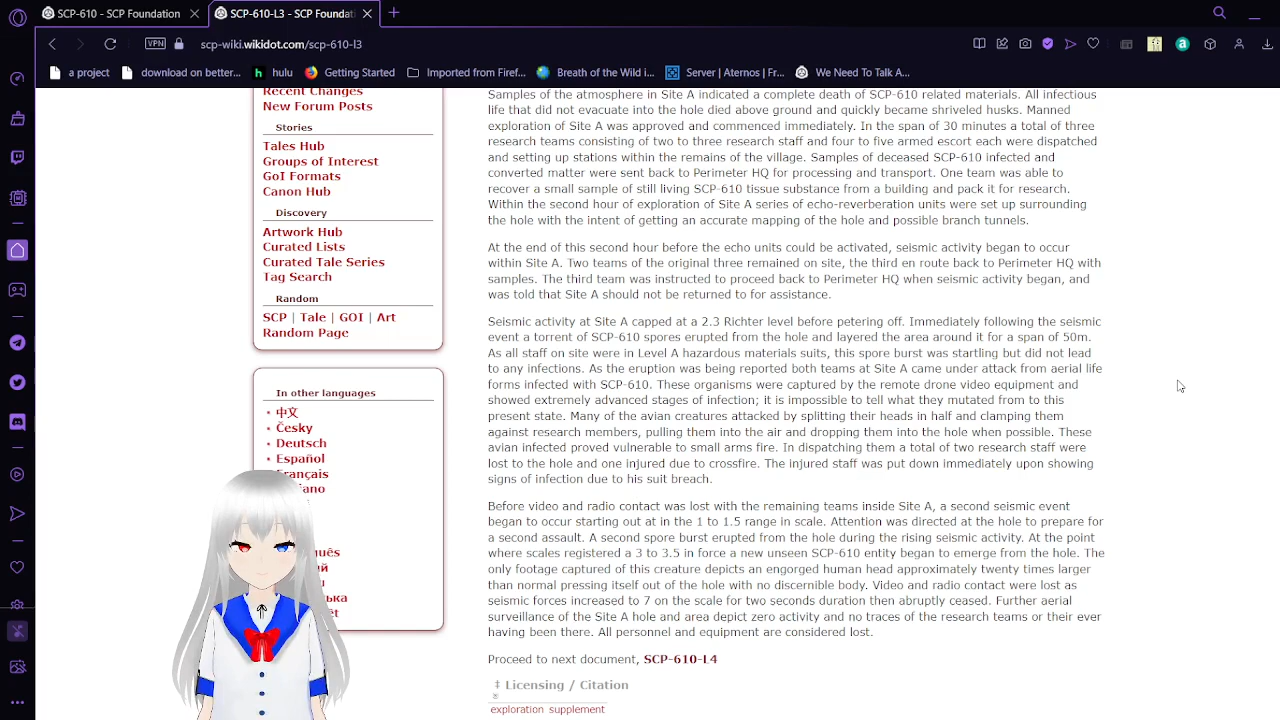 SCP-610 - SCP Foundation
SCP-610-L3 - SCP Foundati
VPN
scp-wiki.wikidot.com/scp-610-l3
a project
download on better...
hulu
Getting Started
Imported from Firef...
Breath of the Wild i...
Server | Aternos | Fr...
We Need To Talk A...
Recent Changes
New Forum Posts
Stories
Tales Hub
Groups of Interest
GoI Formats
Canon Hub
Discovery
Artwork Hub
Curated Lists
Curated Tale Series
Tag Search
Random
SCP | Tale | GOI | Art
Random Page
In other languages
中文
Česky
Deutsch
Español
Français
Samples of the atmosphere in Site A indicated a complete death of SCP-610 related materials. All infectious
life that did not evacuate into the hole died above ground and quickly became shriveled husks. Manned
exploration of Site A was approved and commenced immediately. In the span of 30 minutes a total of three
research teams consisting of two to three research staff and four to five armed escort each were dispatched
and setting up stations within the remains of the village. Samples of deceased SCP-610 infected and
converted matter were sent back to Perimeter HQ for processing and transport. One team was able to
recover a small sample of still living SCP-610 tissue substance from a building and pack it for research.
Within the second hour of exploration of Site A series of echo-reverberation units were set up surrounding
the hole with the intent of getting an accurate mapping of the hole and possible branch tunnels.
At the end of this second hour before the echo units could be activated, seismic activity began to occur
within Site A. Two teams of the original three remained on site, the third en route back to Perimeter HQ with
samples. The third team was instructed to proceed back to Perimeter HQ when seismic activity began, and
was told that Site A should not be returned to for assistance.
Seismic activity at Site A capped at a 2.3 Richter level before petering off. Immediately following the seismic
event a torrent of SCP-610 spores erupted from the hole and layered the area around it for a span of 50m.
As all staff on site were in Level A hazardous materials suits, this spore burst was startling but did not lead
to any infections. As the eruption was being reported both teams at Site A came under attack from aerial life
forms infected with SCP-610. These organisms were captured by the remote drone video equipment and
showed extremely advanced stages of infection; it is impossible to tell what they mutated from to this
present state. Many of the avian creatures attacked by splitting their heads in half and clamping them
against research members, pulling them into the air and dropping them into the hole when possible. These
avian infected proved vulnerable to small arms fire. In dispatching them a total of two research staff were
lost to the hole and one injured due to crossfire. The injured staff was put down immediately upon showing
signs of infection due to his suit breach.
Before video and radio contact was lost with the remaining teams inside Site A, a second seismic event
began to occur starting out at in the 1 to 1.5 range in scale. Attention was directed at the hole to prepare for
a second assault. A second spore burst erupted from the hole during the rising seismic activity. At the point
where scales registered a 3 to 3.5 in force a new unseen SCP-610 entity began to emerge from the hole. The
only footage captured of this creature depicts an engorged human head approximately twenty times larger
than normal pressing itself out of the hole with no discernible body. Video and radio contact were lost as
seismic forces increased to 7 on the scale for two seconds duration then abruptly ceased. Further aerial
surveillance of the Site A hole and area depict zero activity and no traces of the research teams or their ever
having been there. All personnel and equipment are considered lost.
Proceed to next document, SCP-610-L4
‡ Licensing / Citation
exploration supplement